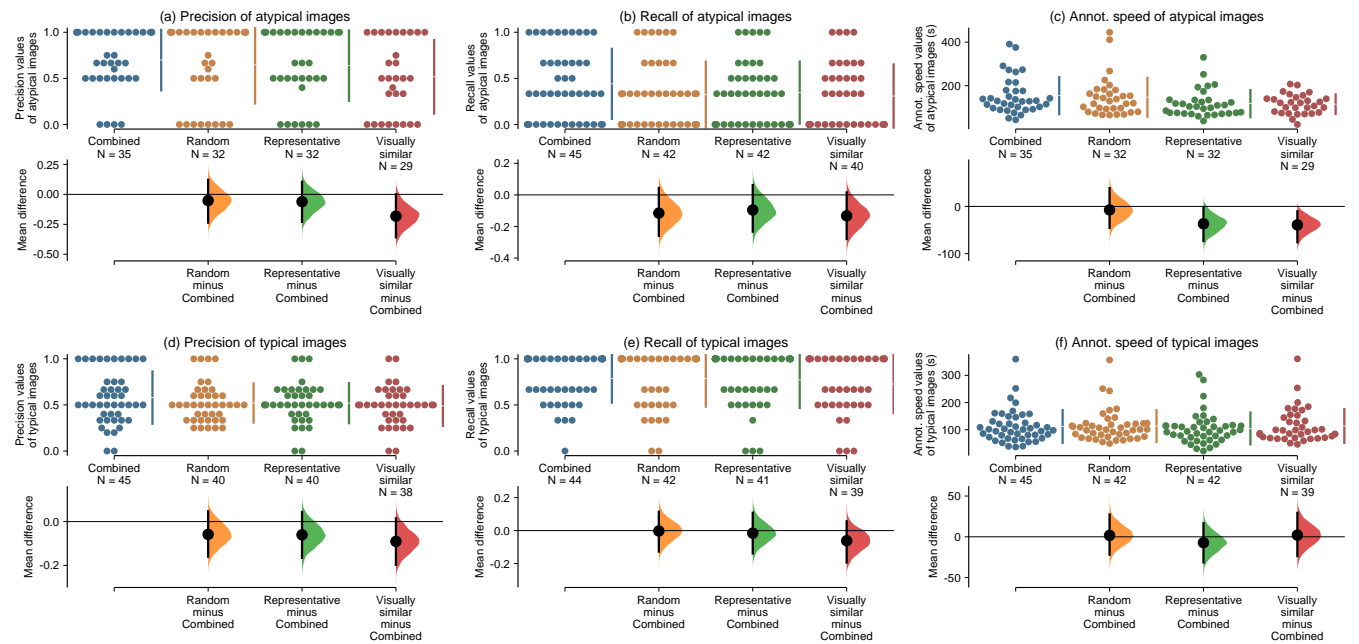 (a) Precision of atypical images
Precision values
of atypical images
1.0
0.5
0.0
Combined
N = 35
Random
N = 32
Representative
N = 32
Visually
similar
N = 29
Mean difference
0.25
0.00
-0.25
-0.50
Random
minus
Combined
Representative
minus
Combined
Visually
similar
minus
Combined
(b) Recall of atypical images
Recall values
of atypical images
1.0
0.5
0.0
Combined
N = 45
Random
N = 42
Representative
N = 42
Visually
similar
N = 40
Mean difference
0.2
0.0
-0.2
-0.4
Random
minus
Combined
Representative
minus
Combined
Visually
similar
minus
Combined
(c) Annot. speed of atypical images
Annot. speed values
of atypical images (s)
400
200
Combined
N = 35
Random
N = 32
Representative
N = 32
Visually
similar
N = 29
Mean difference
0
-100
Random
minus
Combined
Representative
minus
Combined
Visually
similar
minus
Combined
(d) Precision of typical images
Precision values
of typical images
1.0
0.5
0.0
Combined
N = 45
Random
N = 40
Representative
N = 40
Visually
similar
N = 38
Mean difference
0.0
-0.2
Random
minus
Combined
Representative
minus
Combined
Visually
similar
minus
Combined
(e) Recall of typical images
Recall values
of typical images
1.0
0.5
0.0
Combined
N = 44
Random
N = 42
Representative
N = 41
Visually
similar
N = 39
Mean difference
0.2
0.0
-0.2
Random
minus
Combined
Representative
minus
Combined
Visually
similar
minus
Combined
(f) Annot. speed of typical images
Annot. speed values
of typical images (s)
300
200
100
Combined
N = 45
Random
N = 42
Representative
N = 42
Visually
similar
N = 39
Mean difference
50
0
-50
Random
minus
Combined
Representative
minus
Combined
Visually
similar
minus
Combined